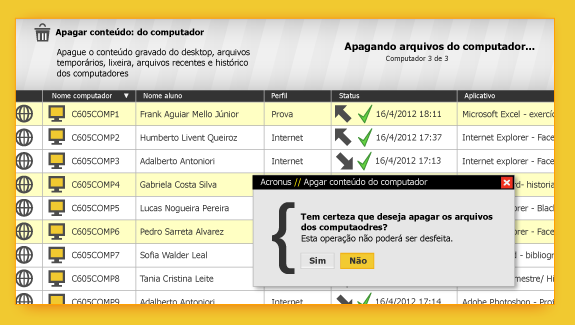 Apagar conteúdo: do computador
Apague o conteúdo gravado do desktop, arquivos
temporários, lixeira, arquivos recentes e histórico
dos computadores
Apagando arquivos do computador...
Computador 3 de 3
Nome computador ▼ Nome aluno Perfil Status Aplicativo
C605COMP1 Frank Aguiar Mello Júnior Prova 16/4/2012 18:11 Microsoft Excel - exercíc
C605COMP2 Humberto Livent Queiroz Internet 16/4/2012 17:37 Internet Explorer - Face
C605COMP3 Adalberto Antoniori Internet 16/4/2012 17:13 Internet explorer - Face
C605COMP4 Gabriela Costa Silva rd- historia
C605COMP5 Lucas Nogueira Pereira orer - Blac
C605COMP6 Pedro Sarreta Alvarez orer - Face
C605COMP7 Sofia Walder Leal d - bibliogr
C605COMP8 Tania Cristina Leite mestre/ Hi
C605COMP9 Adalberto Antoniori Internet 16/4/2012 17:14 Adobe Photoshop - Prof
Acronus // Apgar conteúdo do computador
Tem certeza que deseja apagar os arquivos
dos computaodres?
Esta operação não poderá ser desfeita.
Sim Não